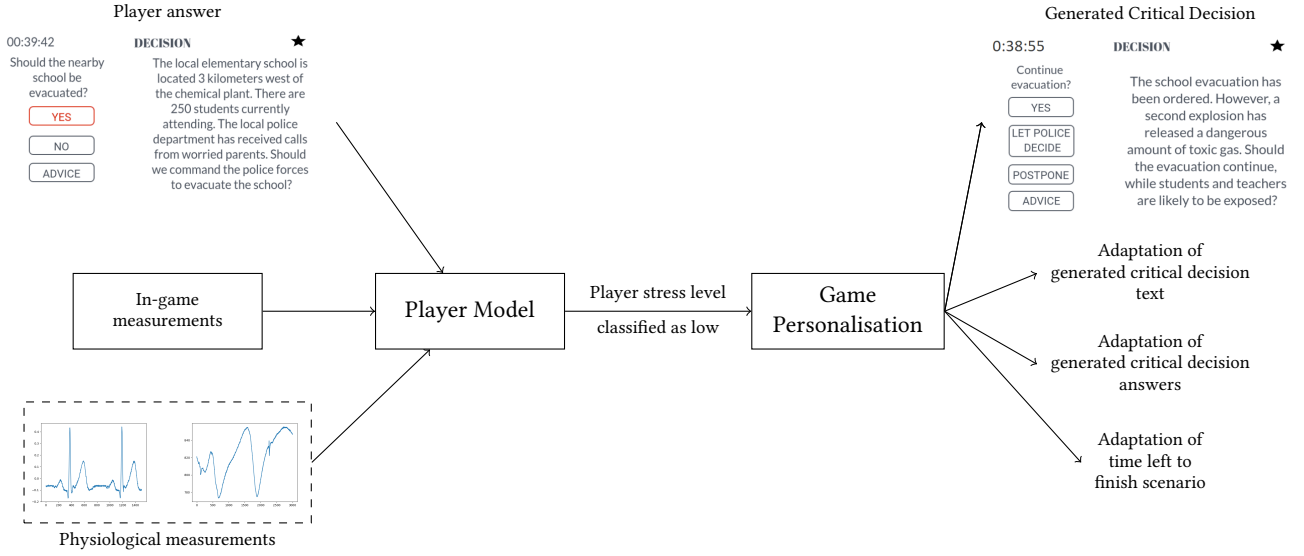 Player answer
00:39:42
DECISION
★
Should the nearby
school be
evacuated?
YES
NO
ADVICE
The local elementary school is
located 3 kilometers west of
the chemical plant. There are
250 students currently
attending. The local police
department has received calls
from worried parents. Should
we command the police forces
to evacuate the school?
Generated Critical Decision
0:38:55
DECISION
★
Continue
evacuation?
YES
LET POLICE
DECIDE
POSTPONE
ADVICE
The school evacuation has
been ordered. However, a
second explosion has
released a dangerous
amount of toxic gas. Should
the evacuation continue,
while students and teachers
are likely to be exposed?
In-game
measurements
Player Model
Player stress level
classified as low
Game
Personalisation
Adaptation of
generated critical decision
text
Adaptation of
generated critical decision
answers
Adaptation of
time left to
finish scenario
Physiological measurements